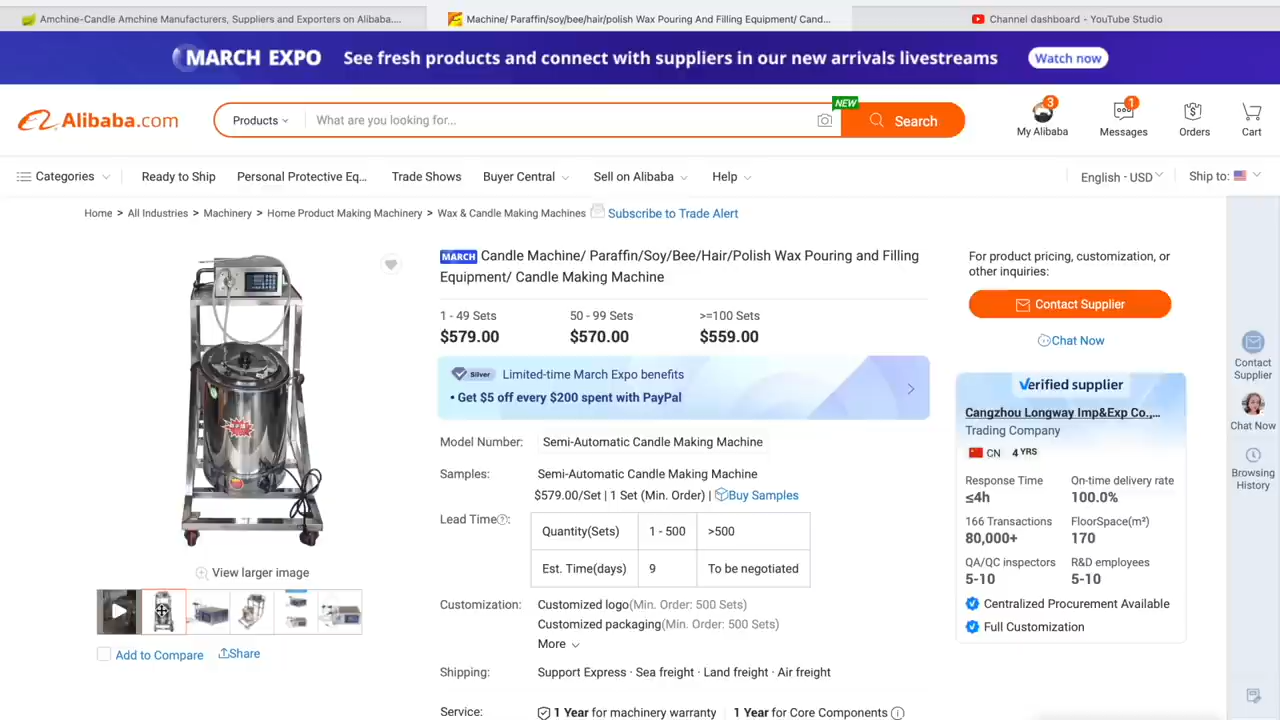 Amchine-Candle Amchine Manufacturers, Suppliers and Exporters on Alibaba....
Machine/ Paraffin/soy/bee/hair/polish Wax Pouring And Filling Equipment/ Cand...
Channel dashboard - YouTube Studio
MARCH EXPO See fresh products and connect with suppliers in our new arrivals livestreams Watch now
Alibaba.com
Products
What are you looking for...
NEW
Search
3
My Alibaba
1
Messages
Orders
Cart
Categories
Ready to Ship
Personal Protective Eq...
Trade Shows
Buyer Central
Sell on Alibaba
Help
English - USD
Ship to:
Home > All Industries > Machinery > Home Product Making Machinery > Wax & Candle Making Machines
Subscribe to Trade Alert
MARCH Candle Machine/ Paraffin/Soy/Bee/Hair/Polish Wax Pouring and Filling
Equipment/ Candle Making Machine
1 - 49 Sets 50 - 99 Sets >=100 Sets
$579.00 $570.00 $559.00
Silver Limited-time March Expo benefits
• Get $5 off every $200 spent with PayPal
Model Number: Semi-Automatic Candle Making Machine
Samples: Semi-Automatic Candle Making Machine
$579.00/Set | 1 Set (Min. Order) | Buy Samples
Lead Time?:
Quantity(Sets) 1 - 500 >500
Est. Time(days) 9 To be negotiated
Customization: Customized logo(Min. Order: 500 Sets)
Customized packaging(Min. Order: 500 Sets)
More
Shipping: Support Express · Sea freight · Land freight · Air freight
Service: 1 Year for machinery warranty 1 Year for Core Components
View larger image
Add to Compare
Share
For product pricing, customization, or
other inquiries:
Contact Supplier
Chat Now
Verified supplier
Cangzhou Longway Imp&Exp Co.,...
Trading Company
CN 4 YRS
Response Time On-time delivery rate
≤4h 100.0%
166 Transactions FloorSpace(m²)
80,000+ 170
QA/QC inspectors R&D employees
5-10 5-10
Centralized Procurement Available
Full Customization
Contact
Supplier
Chat Now
Browsing
History